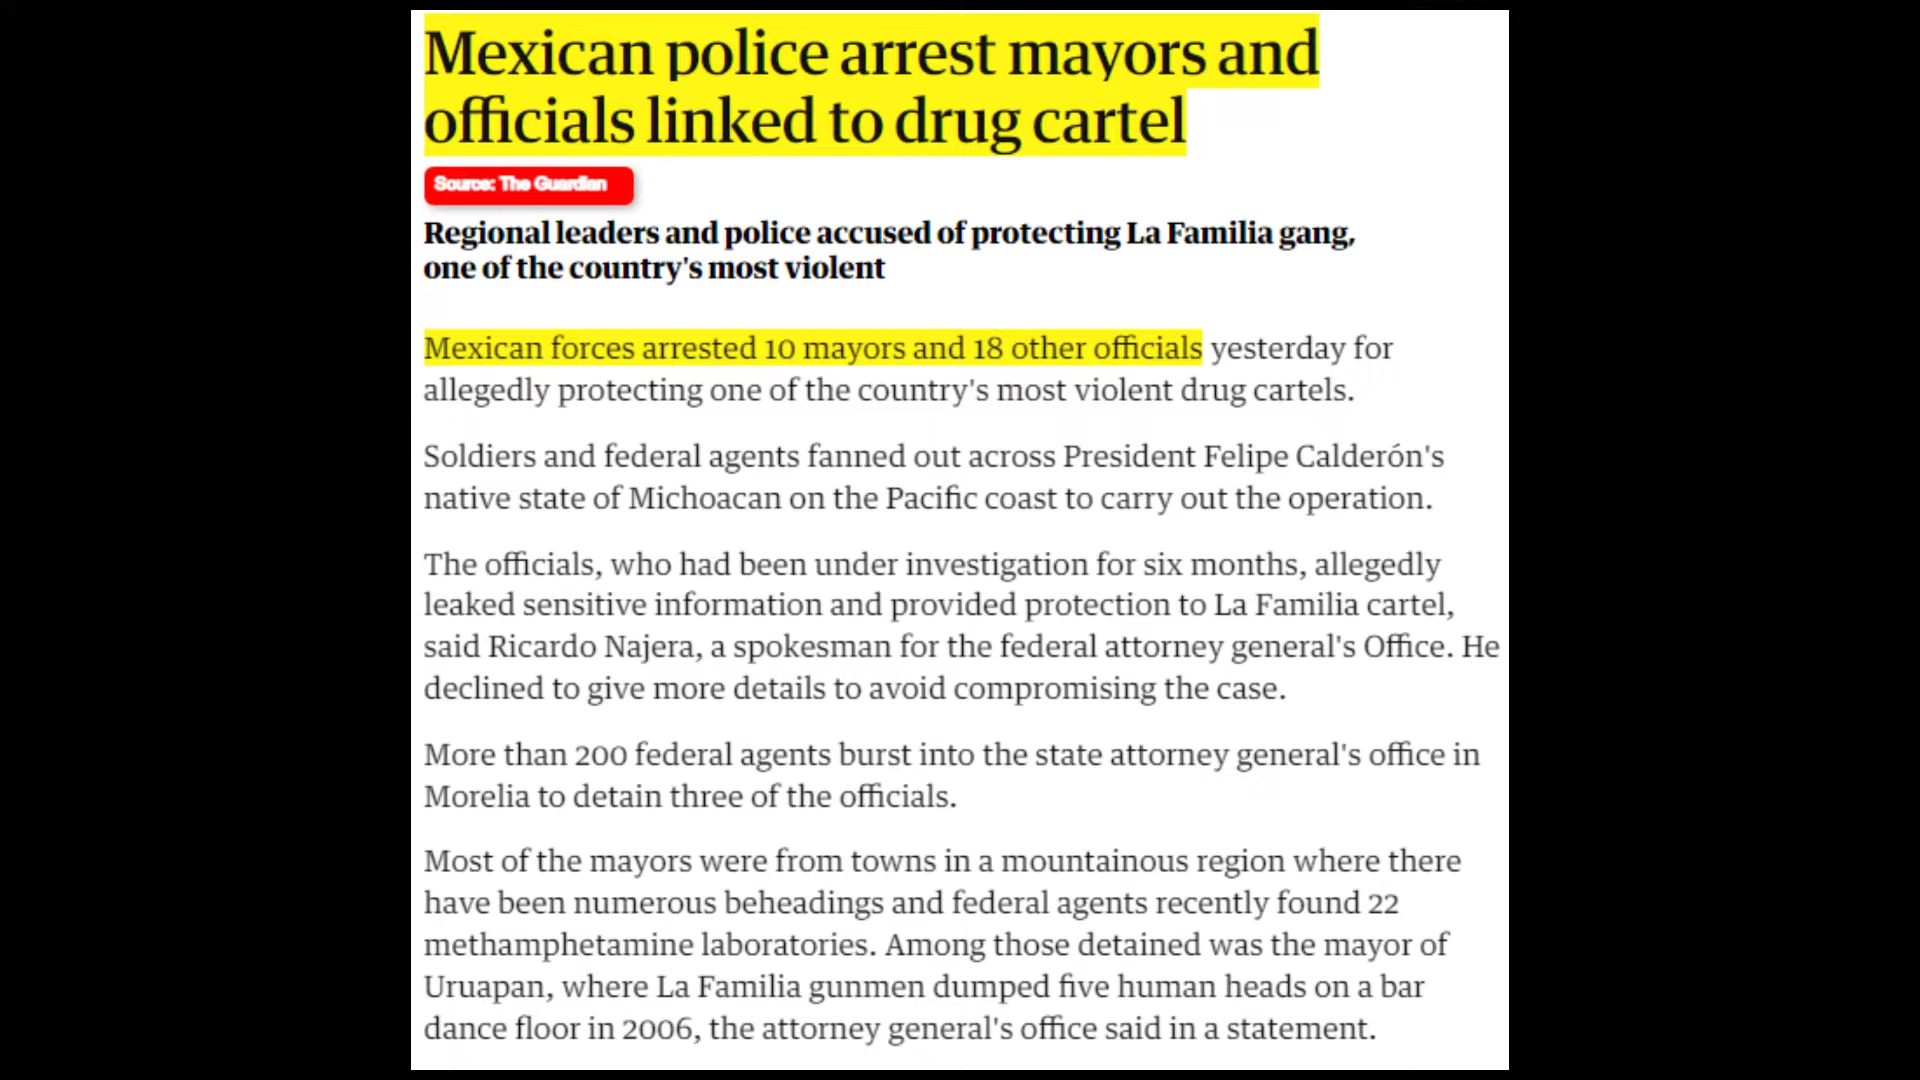 Mexican police arrest mayors and
officials linked to drug cartel
Source: The Guardian
Regional leaders and police accused of protecting La Familia gang,
one of the country's most violent
Mexican forces arrested 10 mayors and 18 other officials yesterday for
allegedly protecting one of the country's most violent drug cartels.
Soldiers and federal agents fanned out across President Felipe Calderón's
native state of Michoacan on the Pacific coast to carry out the operation.
The officials, who had been under investigation for six months, allegedly
leaked sensitive information and provided protection to La Familia cartel,
said Ricardo Najera, a spokesman for the federal attorney general's Office. He
declined to give more details to avoid compromising the case.
More than 200 federal agents burst into the state attorney general's office in
Morelia to detain three of the officials.
Most of the mayors were from towns in a mountainous region where there
have been numerous beheadings and federal agents recently found 22
methamphetamine laboratories. Among those detained was the mayor of
Uruapan, where La Familia gunmen dumped five human heads on a bar
dance floor in 2006, the attorney general's office said in a statement.